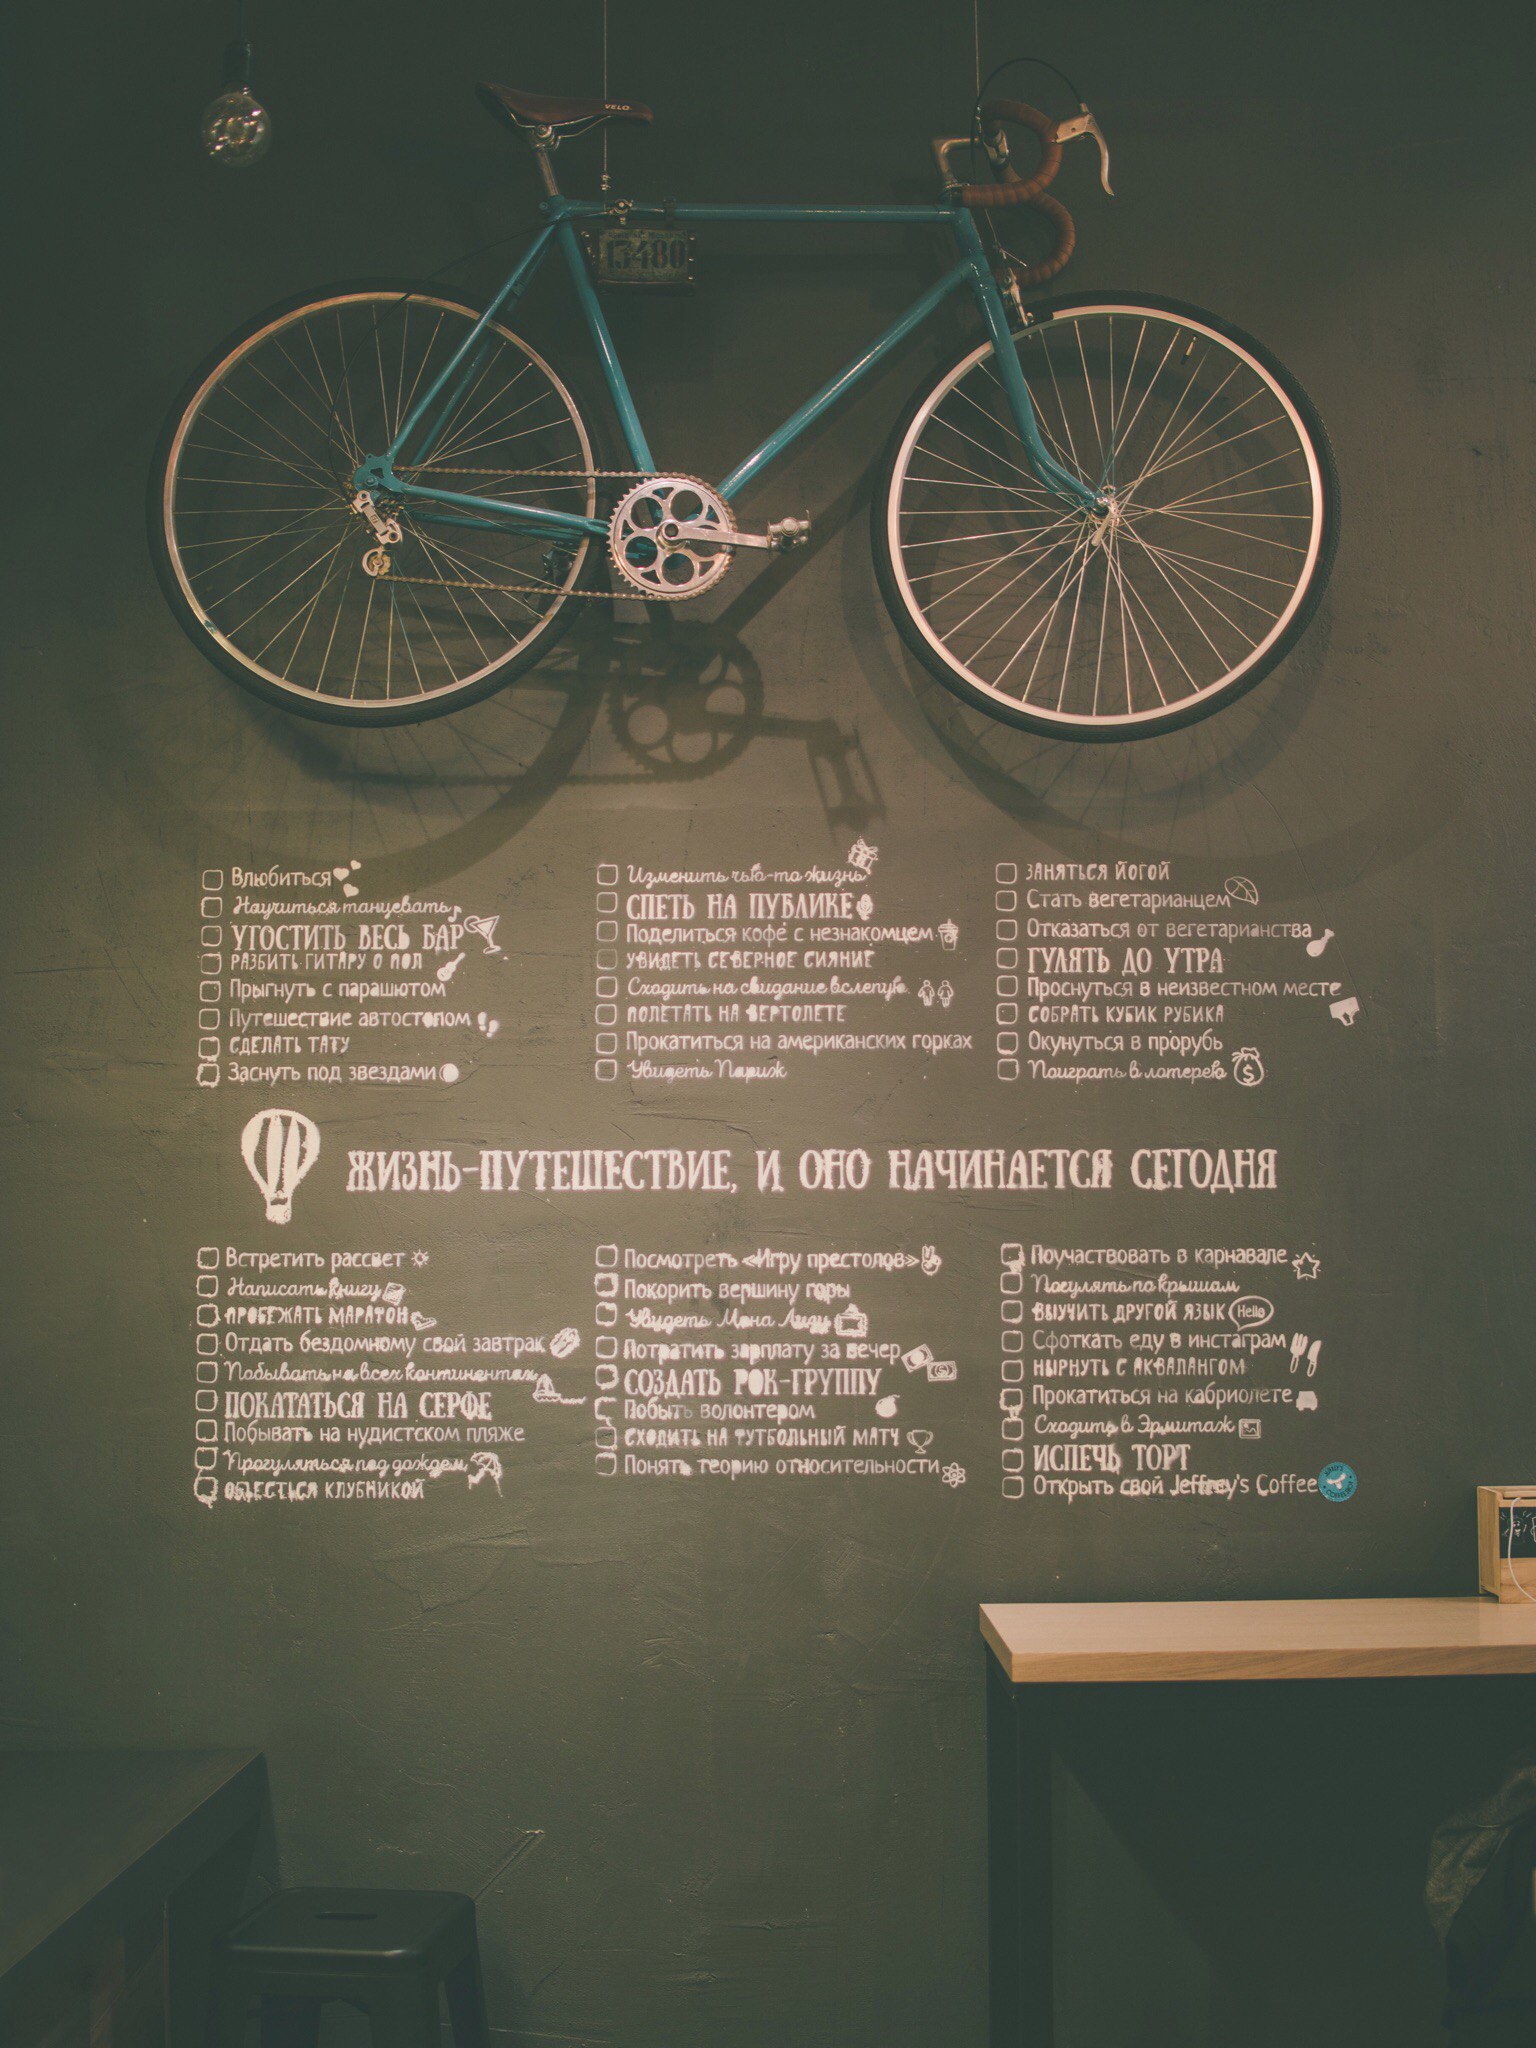 VELO
13480
Влюбиться
Научиться танцевать
УГОСТИТЬ ВЕСЬ БАР
РАЗБИТЬ ГИТАРУ О ПОЛ
Прыгнуть с парашютом
Путешествие автостопом
СДЕЛАТЬ ТАТУ
Заснуть под звездами
Изменить чью-то жизнь
СПЕТЬ НА ПУБЛИКЕ
Поделиться кофе с незнакомцем
УВИДЕТЬ СЕВЕРНОЕ СИЯНИЕ
Сходить на свидание вслепую
ПОЛЕТАТЬ НА ВЕРТОЛЕТЕ
Прокатиться на американских горках
Увидеть Париж
ЗАНЯТЬСЯ ЙОГОЙ
Стать вегетарианцем
Отказаться от вегетарианства
ГУЛЯТЬ ДО УТРА
Проснуться в неизвестном месте
СОБРАТЬ КУБИК РУБИКА
Окунуться в прорубь
Поиграть в лотерею
ЖИЗНЬ-ПУТЕШЕСТВИЕ, И ОНО НАЧИНАЕТСЯ СЕГОДНЯ
Встретить рассвет
Написать книгу
ПРОБЕЖАТЬ МАРАФОН
Отдать бездомному свой завтрак
Побывать на всех континентах
ПОКАТАТЬСЯ НА СЕРФЕ
Побывать на нудистском пляже
Прогуляться под дождем
ОБЪЕСТЬСЯ КЛУБНИКОЙ
Посмотреть «Игру престолов»
Покорить вершину горы
Увидеть Мона Лизу
Потратить зарплату за вечер
СОЗДАТЬ РОК-ГРУППУ
Побыть волонтером
СХОДИТЬ НА ФУТБОЛЬНЫЙ МАТЧ
Понять теорию относительности
Поучаствовать в карнавале
Погулять по крышам
ВЫУЧИТЬ ДРУГОЙ ЯЗЫК Hello
Сфоткать еду в инстаграм
НЫРНУТЬ С АКВАЛАНГОМ
Прокатиться на кабриолете
Сходить в Эрмитаж
ИСПЕЧЬ ТОРТ
Открыть свой Jeffrey's Coffee